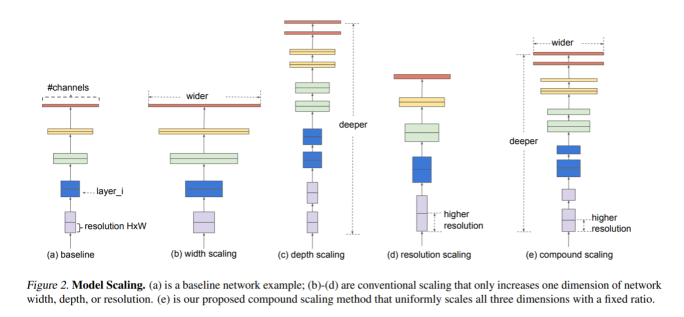 #channels
wider
wider
deeper
deeper
layer_i
higher
resolution
higher
resolution
resolution HxW
(a) baseline
(b) width scaling
(c) depth scaling
(d) resolution scaling
(e) compound scaling
Figure 2. Model Scaling. (a) is a baseline network example; (b)-(d) are conventional scaling that only increases one dimension of network
width, depth, or resolution. (e) is our proposed compound scaling method that uniformly scales all three dimensions with a fixed ratio.